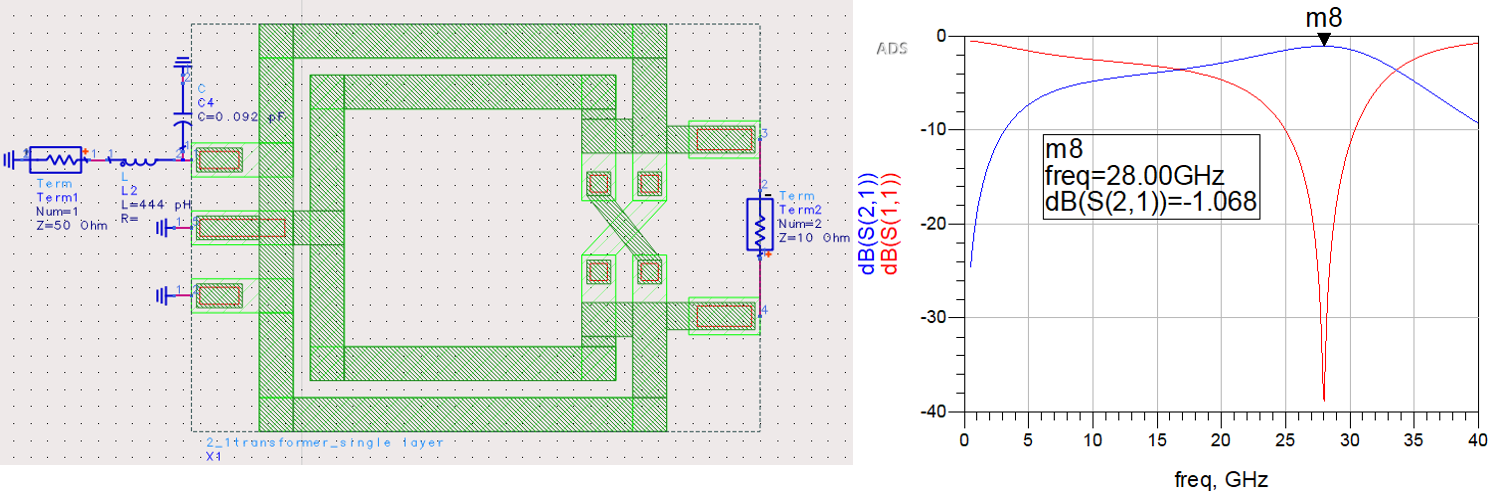 C
C4
C=0.092 pF
2
2
1
1
1
2
Term
Term1
Num=1
Z=50 Ohm
L
L2
L=444 pH
R=
1
1
3
2
4
Term
Term2
Num=2
Z=10 Ohm
2_1transformer_single layer
X1
ADS
m8
0
-10
-20
-30
-40
m8
freq=28.00GHz
dB(S(2,1))=-1.068
dB(S(2,1))
dB(S(1,1))
0 5 10 15 20 25 30 35 40
freq, GHz